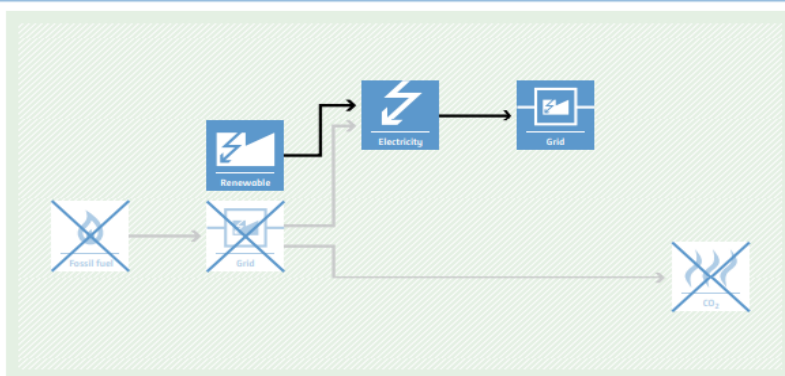 Electricity
Grid
Renewable
Fossil fuel
Grid
CO₂